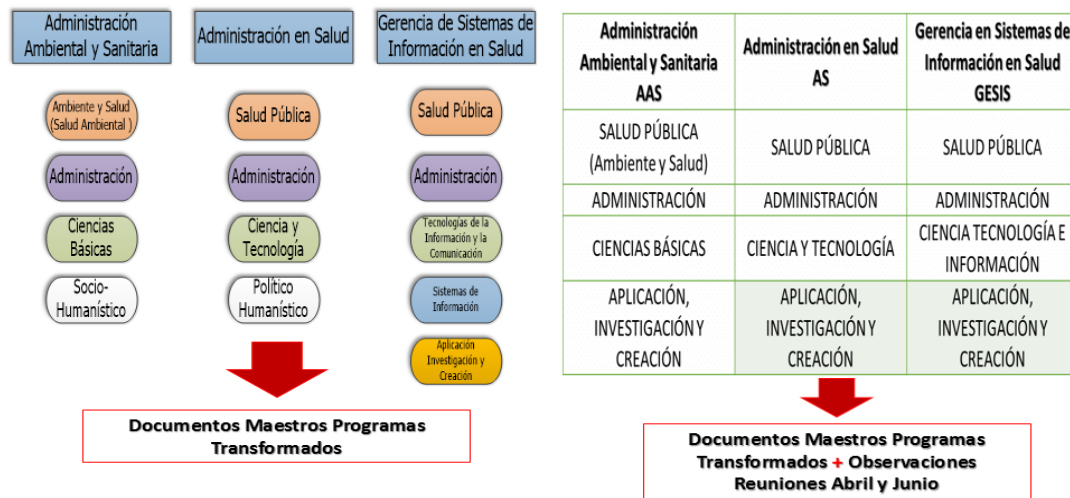 Administración
Ambiental y Sanitaria
Administración en Salud
Gerencia de Sistemas de
Información en Salud
Ambiente y Salud
(Salud Ambiental )
Salud Pública
Salud Pública
Administración
Administración
Administración
Ciencias
Básicas
Ciencia y
Tecnología
Tecnologías de la
Información y la
Comunicación
Socio-
Humanístico
Político
Humanístico
Sistemas de
Información
Aplicación
Investigación y
Creación
Documentos Maestros Programas
Transformados
Administración
Ambiental y Sanitaria
AAS
Administración en Salud
AS
Gerencia en Sistemas de
Información en Salud
GESIS
SALUD PÚBLICA
(Ambiente y Salud)
SALUD PÚBLICA
SALUD PÚBLICA
ADMINISTRACIÓN
ADMINISTRACIÓN
ADMINISTRACIÓN
CIENCIAS BÁSICAS
CIENCIA Y TECNOLOGÍA
CIENCIA TECNOLOGÍA E
INFORMACIÓN
APLICACIÓN,
INVESTIGACIÓN Y
CREACIÓN
APLICACIÓN,
INVESTIGACIÓN Y
CREACIÓN
APLICACIÓN,
INVESTIGACIÓN Y
CREACIÓN
Documentos Maestros Programas
Transformados + Observaciones
Reuniones Abril y Junio